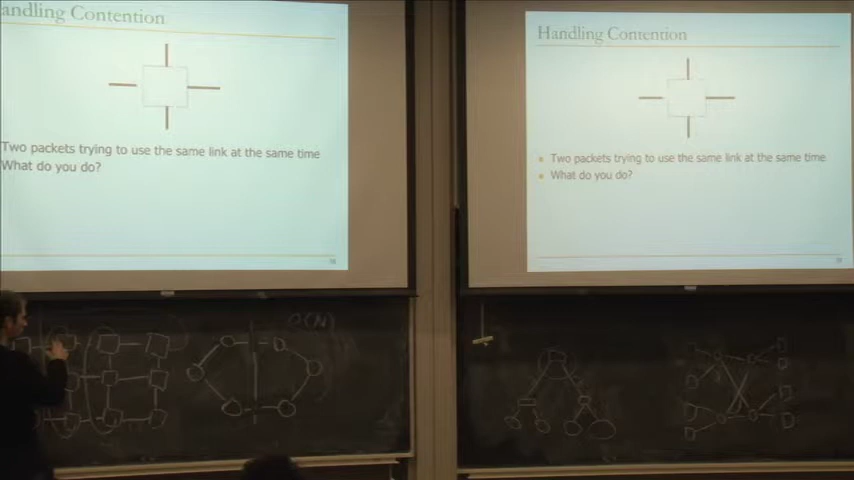 andling Contention
Two packets trying to use the same link at the same time
What do you do?
Handling Contention
Two packets trying to use the same link at the same time
What do you do?
O(N)